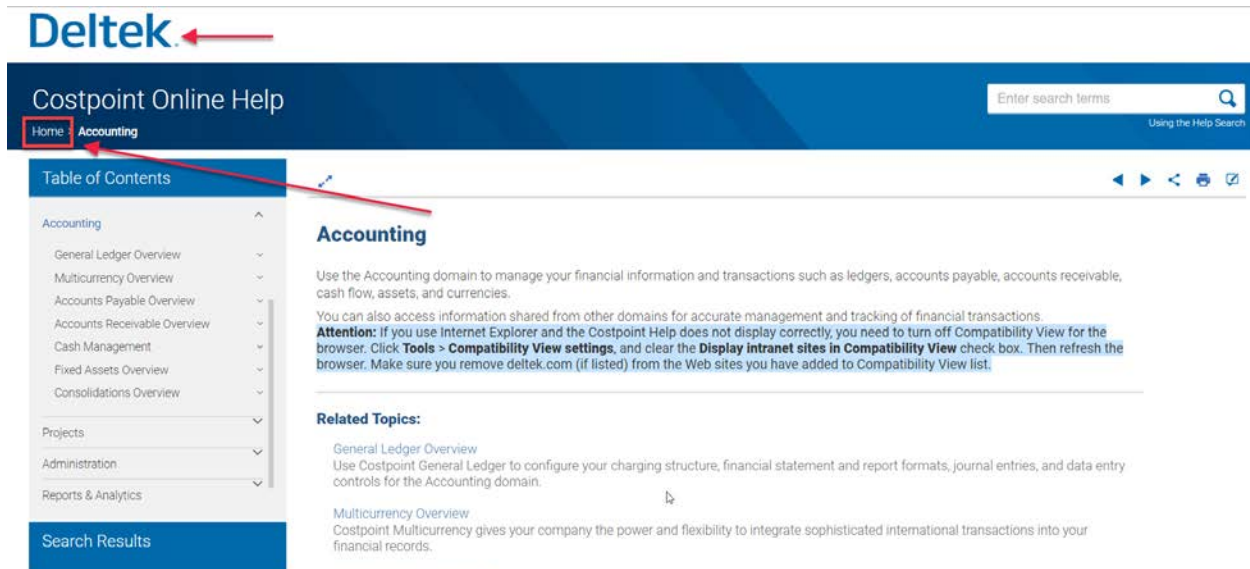 Deltek
Costpoint Online Help
Enter search terms
Home > Accounting
Using the Help Search
Table of Contents
Accounting
General Ledger Overview
Multicurrency Overview
Accounts Payable Overview
Accounts Receivable Overview
Cash Management
Fixed Assets Overview
Consolidations Overview
Projects
Administration
Reports & Analytics
Search Results
Accounting
Use the Accounting domain to manage your financial information and transactions such as ledgers, accounts payable, accounts receivable,
cash flow, assets, and currencies.
You can also access information shared from other domains for accurate management and tracking of financial transactions.
Attention: If you use Internet Explorer and the Costpoint Help does not display correctly, you need to turn off Compatibility View for the
browser. Click Tools > Compatibility View settings, and clear the Display intranet sites in Compatibility View check box. Then refresh the
browser. Make sure you remove deltek.com (if listed) from the Web sites you have added to Compatibility View list.
Related Topics:
General Ledger Overview
Use Costpoint General Ledger to configure your charging structure, financial statement and report formats, journal entries, and data entry
controls for the Accounting domain.
Multicurrency Overview
Costpoint Multicurrency gives your company the power and flexibility to integrate sophisticated international transactions into your
financial records.